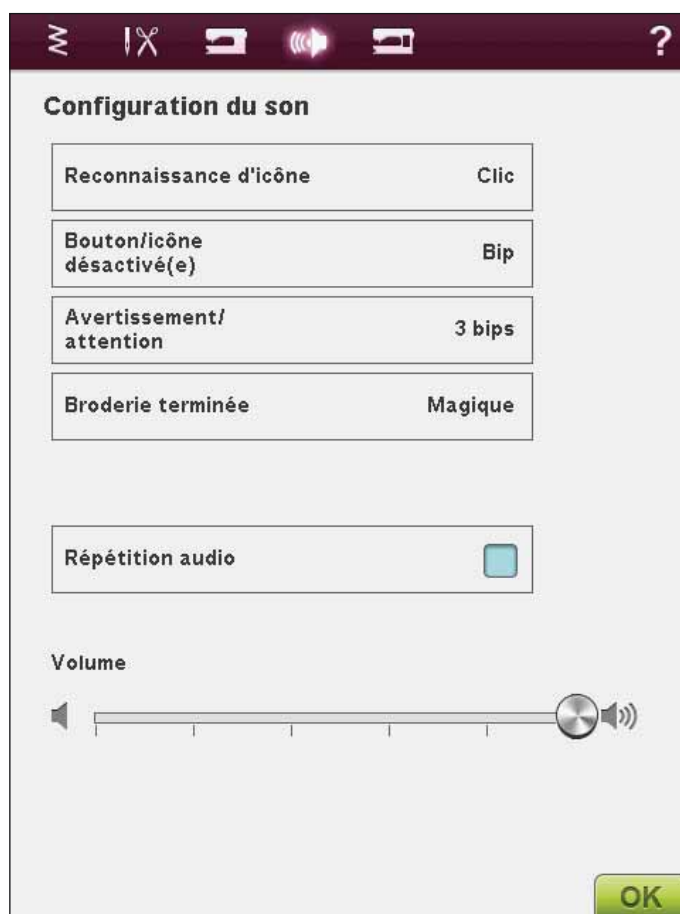 ?
Configuration du son
Reconnaissance d'icône Clic
Bouton/icône
désactivé(e) Bip
Avertissement/
attention 3 bips
Broderie terminée Magique
Répétition audio
Volume
OK